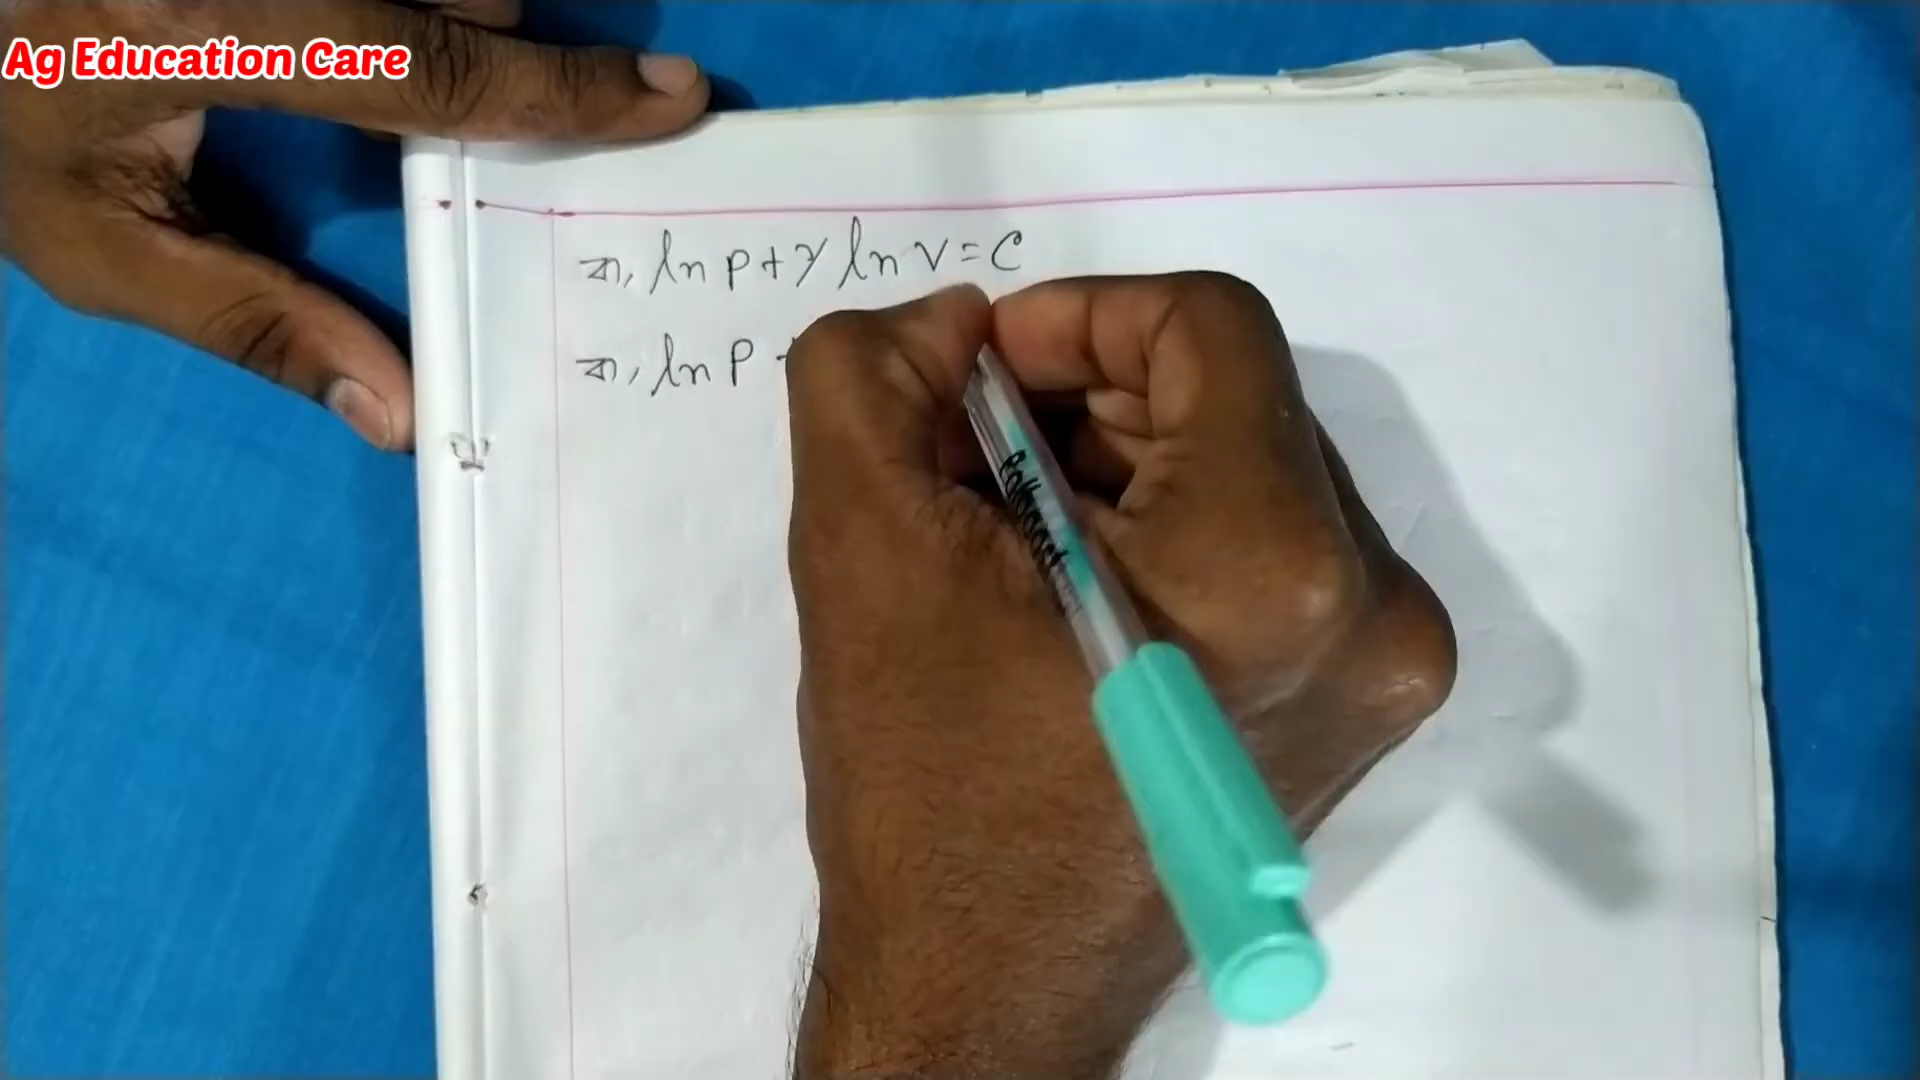 Ag Education Care
বা, ln P + γ ln V = C
বা, ln P